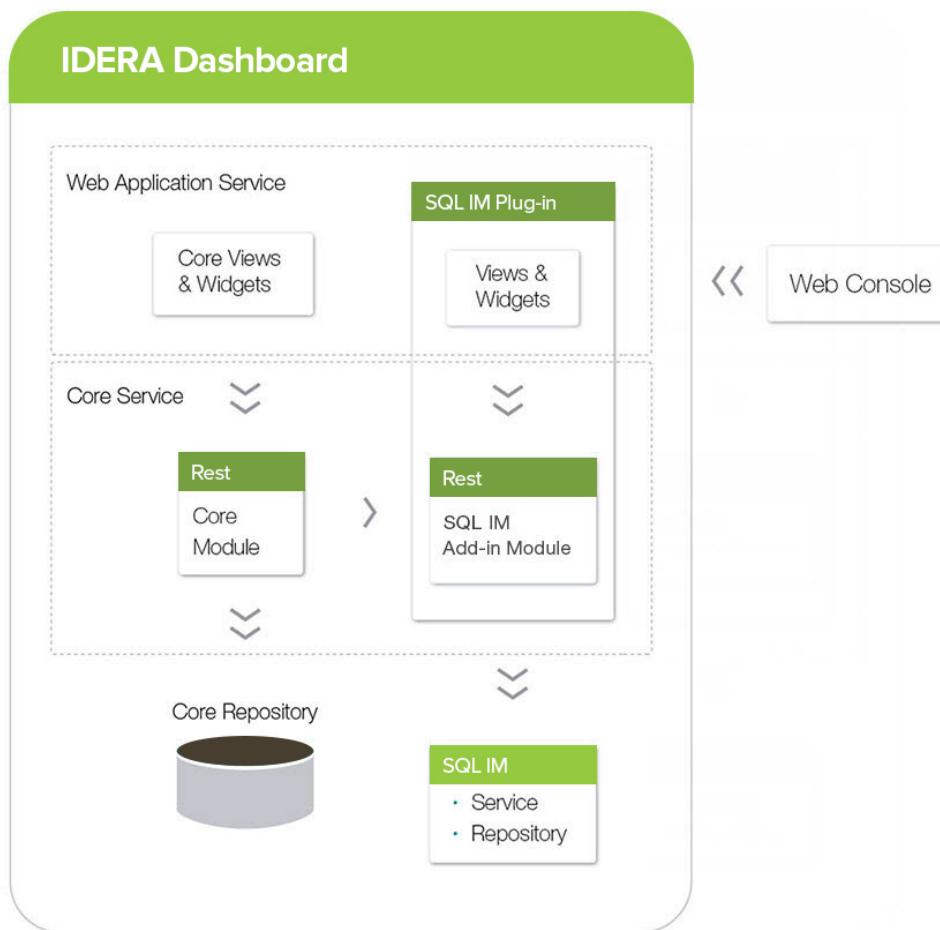 IDERA Dashboard
Web Application Service
SQL IM Plug-in
Core Views
& Widgets
Views &
Widgets
Web Console
Core Service
Rest
Core
Module
Rest
SQL IM
Add-in Module
Core Repository
SQL IM
· Service
· Repository